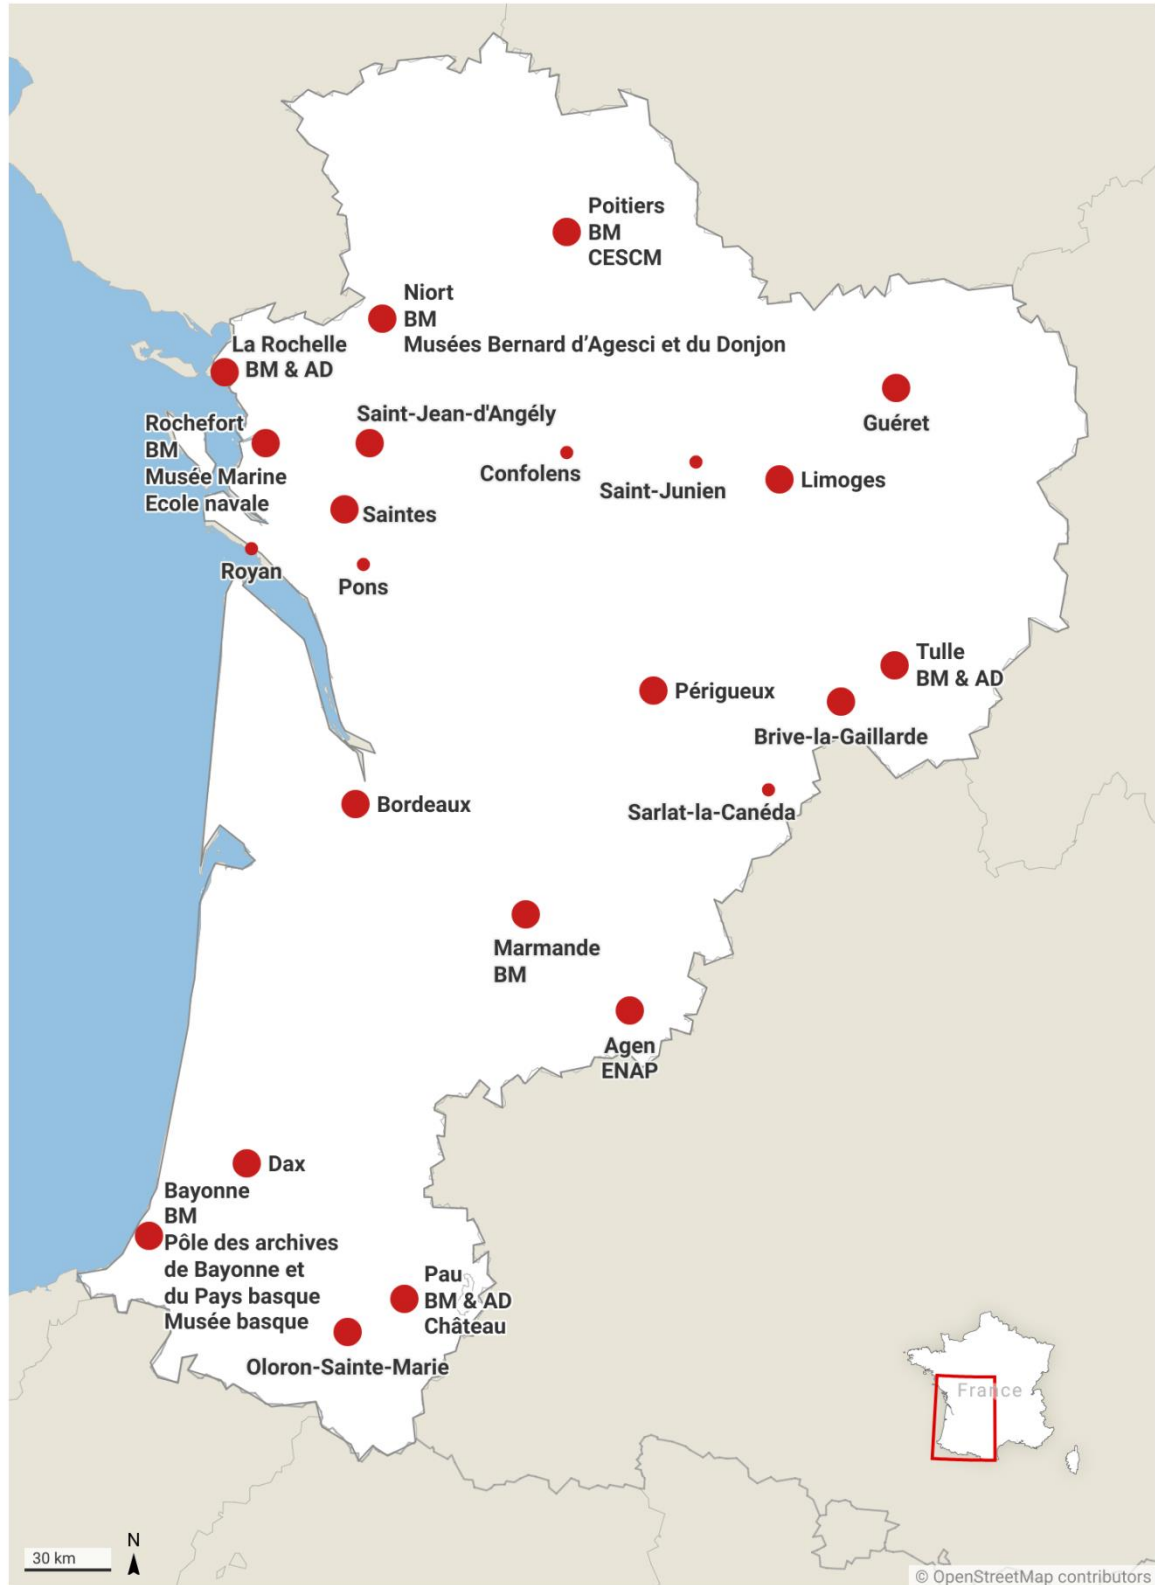 Poitiers
BM
CESCM
Niort
BM
Musées Bernard d'Agesci et du Donjon
La Rochelle
BM & AD
Guéret
Rochefort
BM
Musée Marine
Ecole navale
Saint-Jean-d'Angély
Confolens
Saint-Junien
Limoges
Saintes
Royan
Pons
Tulle
BM & AD
Périgueux
Brive-la-Gaillarde
Bordeaux
Sarlat-la-Canéda
Marmande
BM
Agen
ENAP
Dax
Bayonne
BM
Pôle des archives
de Bayonne et
du Pays basque
Musée basque
Pau
BM & AD
Château
Oloron-Sainte-Marie
France
30 km
N
© OpenStreetMap contributors